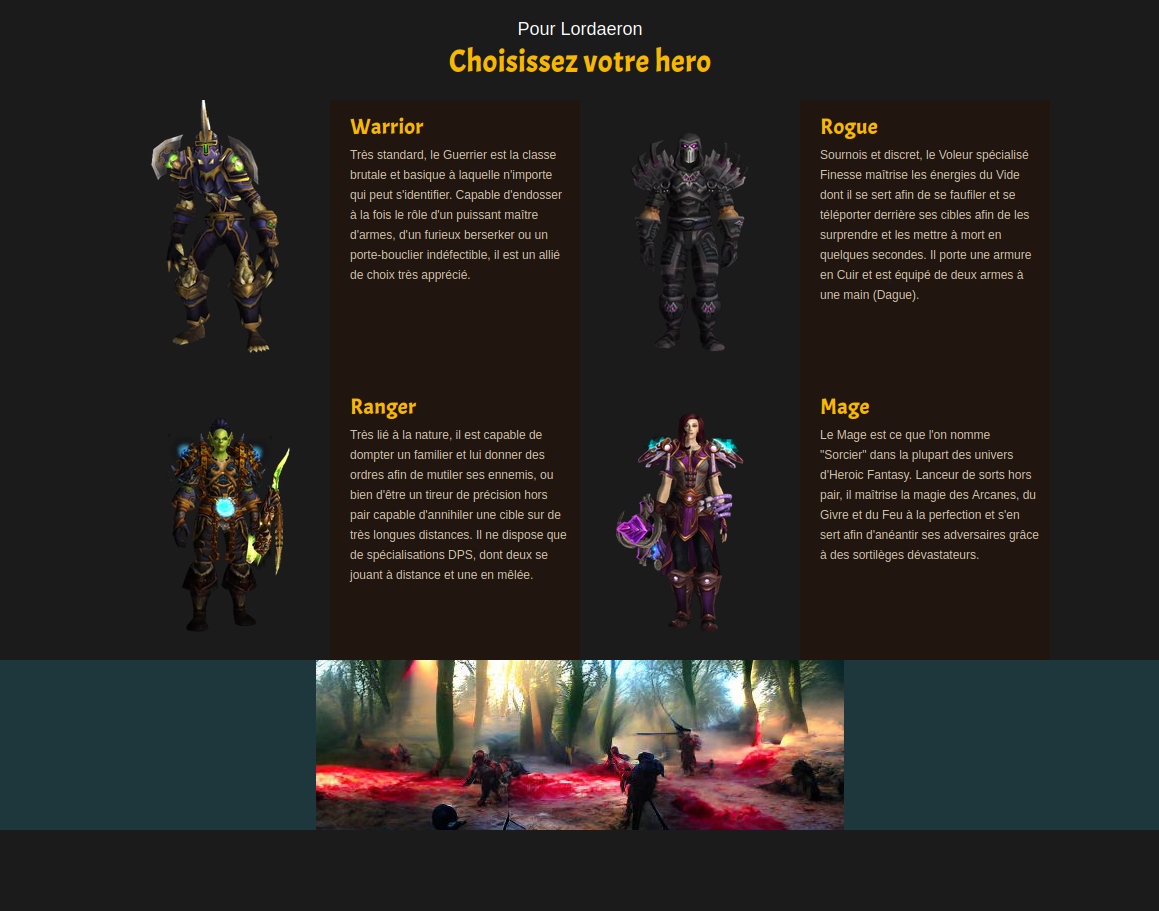 Pour Lordaeron
Choisissez votre hero
Warrior
Très standard, le Guerrier est la classe
brutale et basique à laquelle n'importe
qui peut s'identifier. Capable d'endosser
à la fois le rôle d'un puissant maître
d'armes, d'un furieux berserker ou un
porte-bouclier indéfectible, il est un allié
de choix très apprécié.
Rogue
Sournois et discret, le Voleur spécialisé
Finesse maîtrise les énergies du Vide
dont il se sert afin de se faufiler et se
téléporter derrière ses cibles afin de les
surprendre et les mettre à mort en
quelques secondes. Il porte une armure
en Cuir et est équipé de deux armes à
une main (Dague).
Ranger
Très lié à la nature, il est capable de
dompter un familier et lui donner des
ordres afin de mutiler ses ennemis, ou
bien d'être un tireur de précision hors
pair capable d'annihiler une cible sur de
très longues distances. Il ne dispose que
de spécialisations DPS, dont deux se
jouant à distance et une en mêlée.
Mage
Le Mage est ce que l'on nomme
"Sorcier" dans la plupart des univers
d'Heroic Fantasy. Lanceur de sorts hors
pair, il maîtrise la magie des Arcanes, du
Givre et du Feu à la perfection et s'en
sert afin d'anéantir ses adversaires grâce
à des sortilèges dévastateurs.